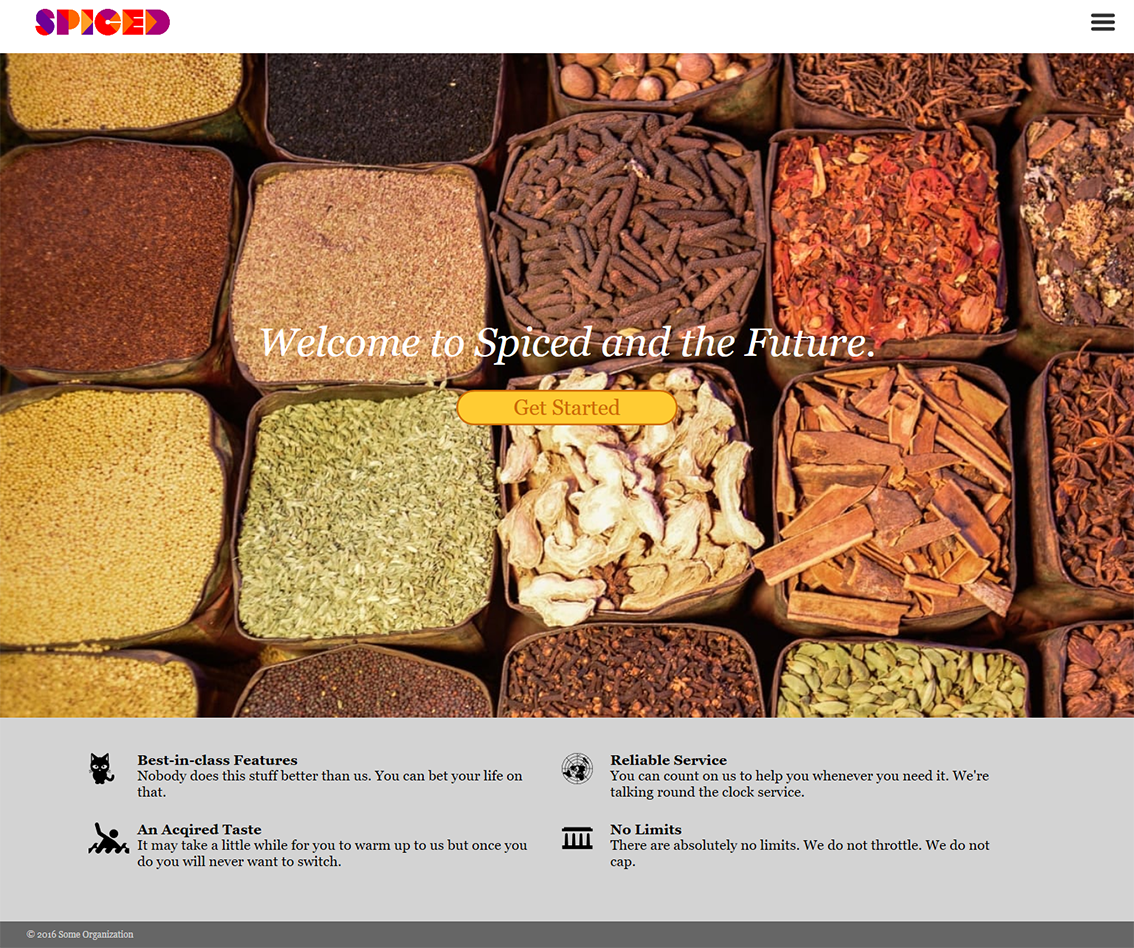 SPICED
Welcome to Spiced and the Future.
Get Started
Best-in-class Features
Nobody does this stuff better than us. You can bet your life on
that.
Reliable Service
You can count on us to help you whenever you need it. We're
talking round the clock service.
An Acqired Taste
It may take a little while for you to warm up to us but once you
do you will never want to switch.
No Limits
There are absolutely no limits. We do not throttle. We do not
cap.
© 2016 Some Organization